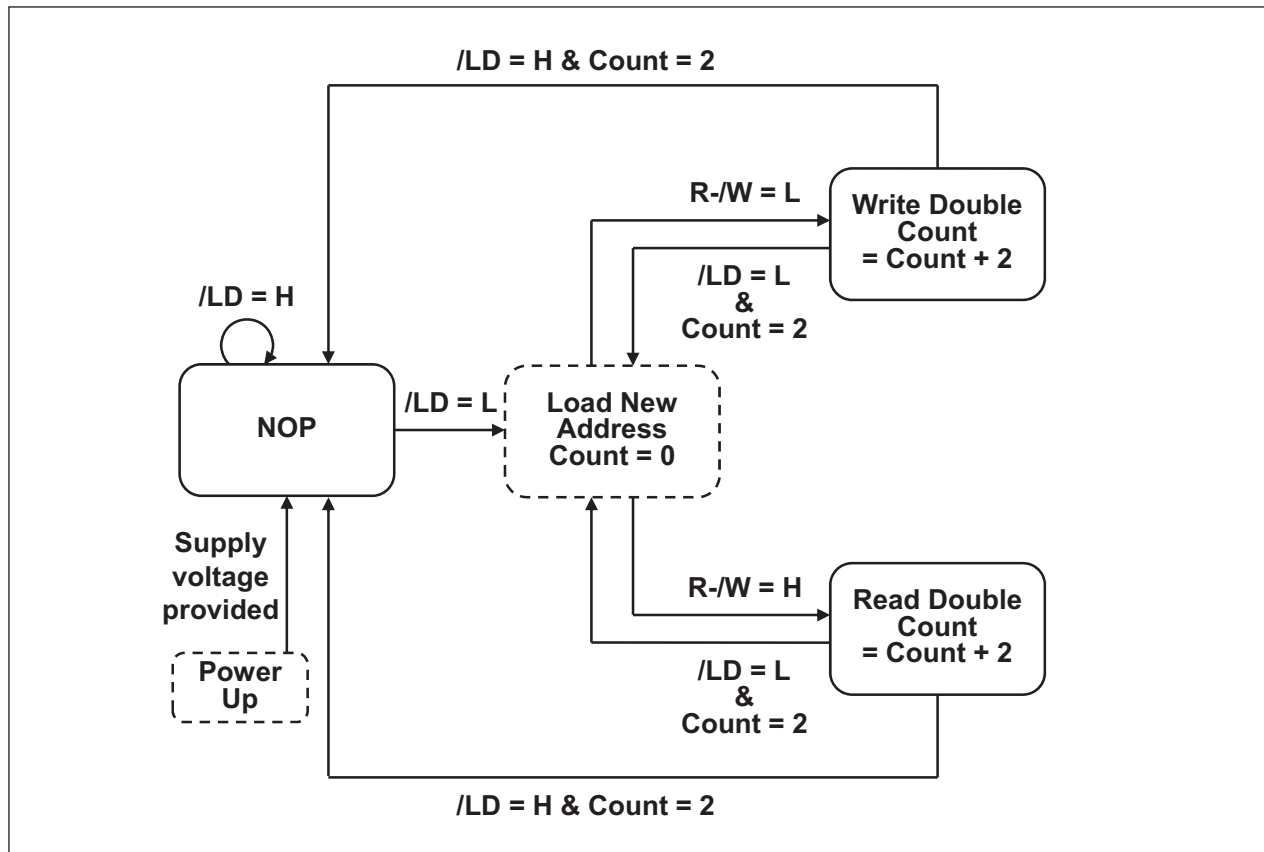 /LD = H & Count = 2
R-/W = L
Write Double
Count
= Count + 2
/LD = L
&
Count = 2
/LD = H
NOP
/LD = L
Load New
Address
Count = 0
Supply
voltage
provided
R-/W = H
Read Double
Count
= Count + 2
Power
Up
/LD = L
&
Count = 2
/LD = H & Count = 2